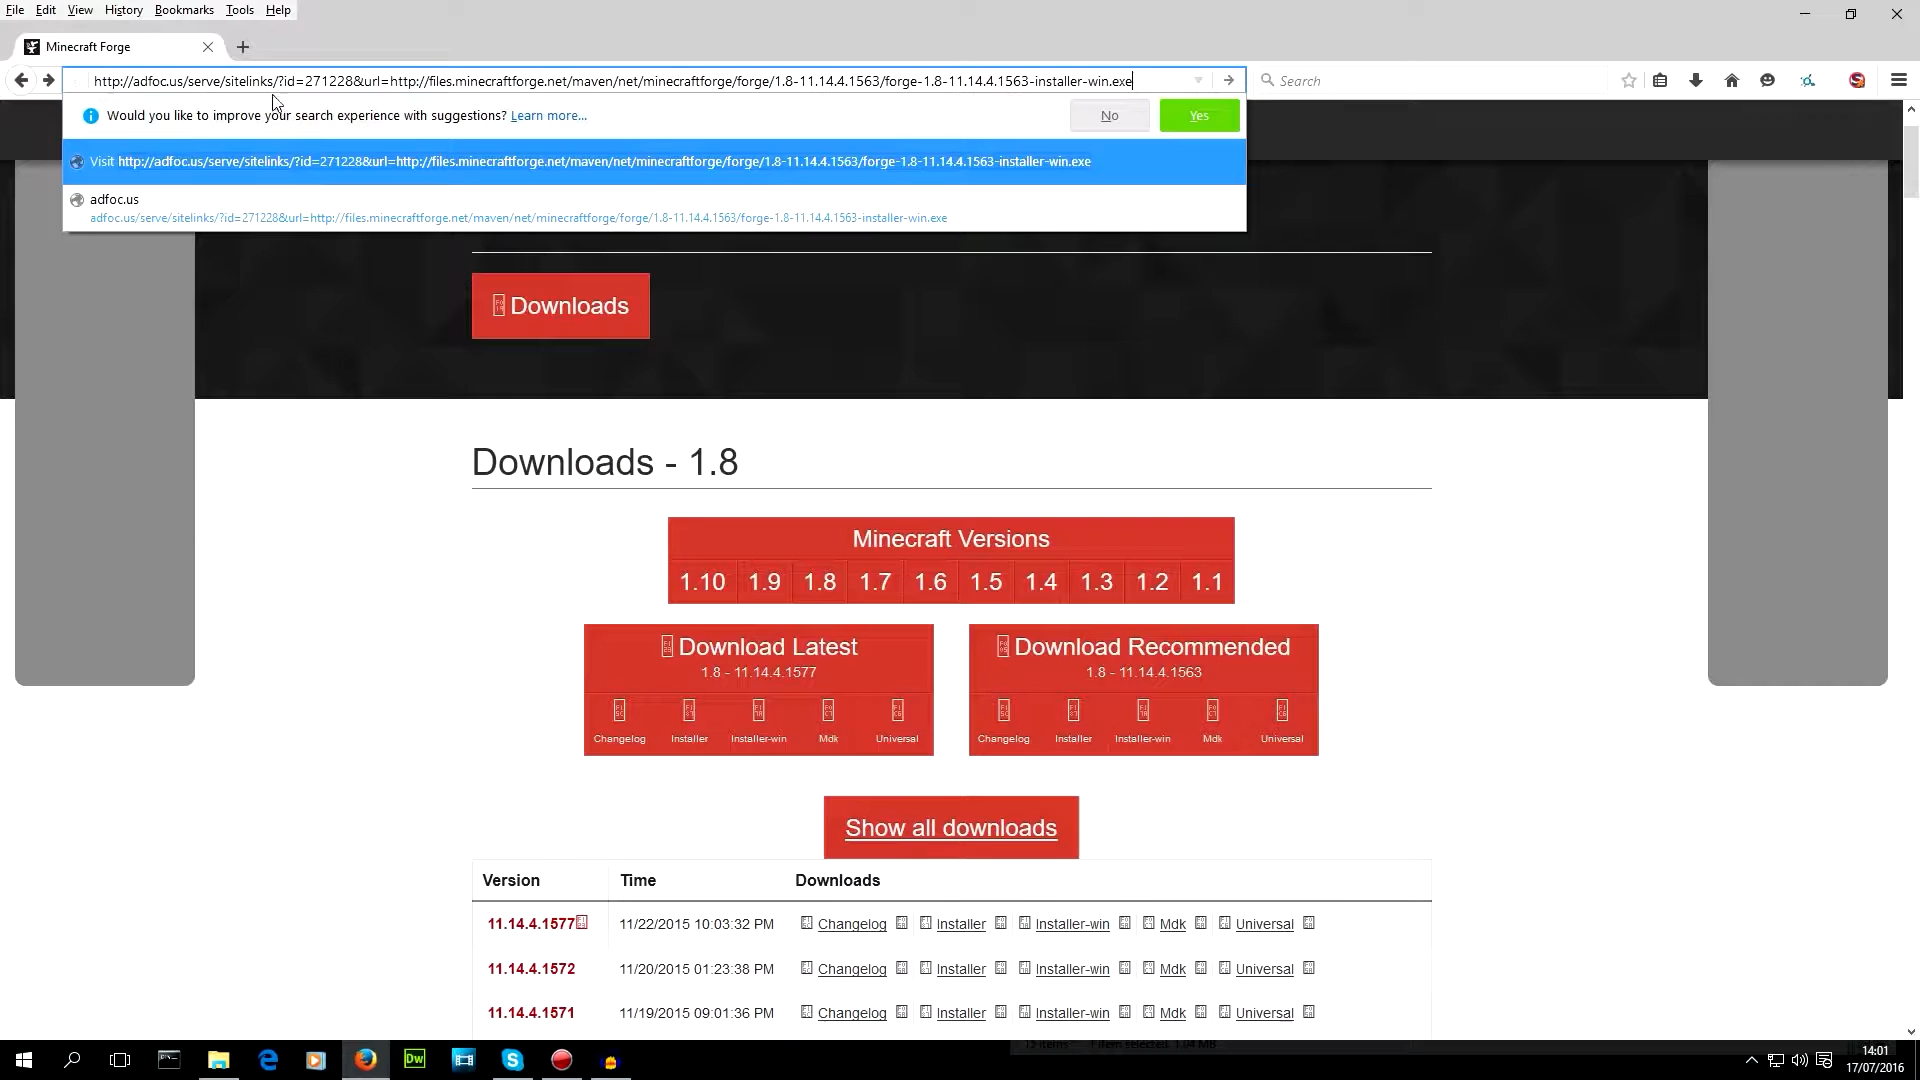 File Edit View History Bookmarks Tools Help
Minecraft Forge
http://adfoc.us/serve/sitelinks/?id=271228&url=http://files.minecraftforge.net/maven/net/minecraftforge/forge/1.8-11.14.4.1563/forge-1.8-11.14.4.1563-installer-win.exe
Search
Would you like to improve your search experience with suggestions? Learn more...
No
Yes
Visit http://adfoc.us/serve/sitelinks/?id=271228&url=http://files.minecraftforge.net/maven/net/minecraftforge/forge/1.8-11.14.4.1563/forge-1.8-11.14.4.1563-installer-win.exe
adfoc.us
adfoc.us/serve/sitelinks/?id=271228&url=http://files.minecraftforge.net/maven/net/minecraftforge/forge/1.8-11.14.4.1563/forge-1.8-11.14.4.1563-installer-win.exe
Downloads
Downloads - 1.8
Minecraft Versions
1.10 1.9 1.8 1.7 1.6 1.5 1.4 1.3 1.2 1.1
Download Latest
1.8 - 11.14.4.1577
Changelog Installer Installer-win Mdk Universal
Download Recommended
1.8 - 11.14.4.1563
Changelog Installer Installer-win Mdk Universal
Show all downloads
Version Time Downloads
11.14.4.1577 11/22/2015 10:03:32 PM Changelog Installer Installer-win Mdk Universal
11.14.4.1572 11/20/2015 01:23:38 PM Changelog Installer Installer-win Mdk Universal
11.14.4.1571 11/19/2015 09:01:36 PM Changelog Installer Installer-win Mdk Universal
15 items 1 item selected 1.04 MB
Dw
14:01
17/07/2016